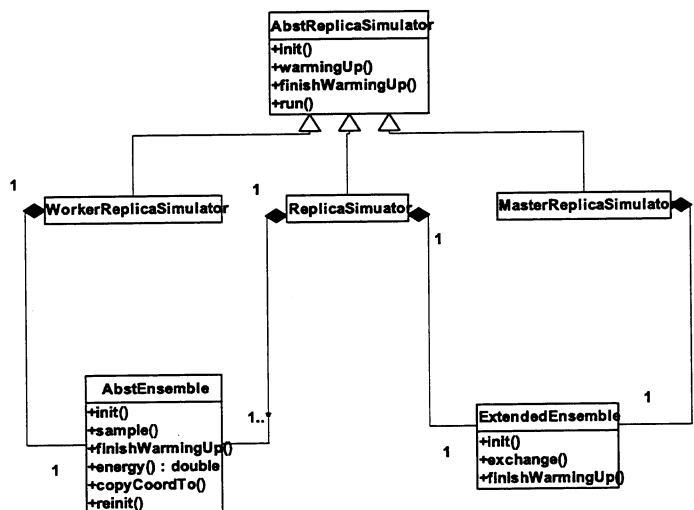 AbstReplicaSimulator
+init()
+warmingUp()
+finishWarmingUp()
+run()
1
WorkerReplicaSimulator
1
ReplicaSimuator
1
MasterReplicaSimulator
AbstEnsemble
+init()
+sample()
+finishWarmingUp()
+energy() : double
+copyCoordTo()
+reinit()
1
1..*
1
ExtendedEnsemble
+init()
+exchange()
+finishWarmingUp()
1